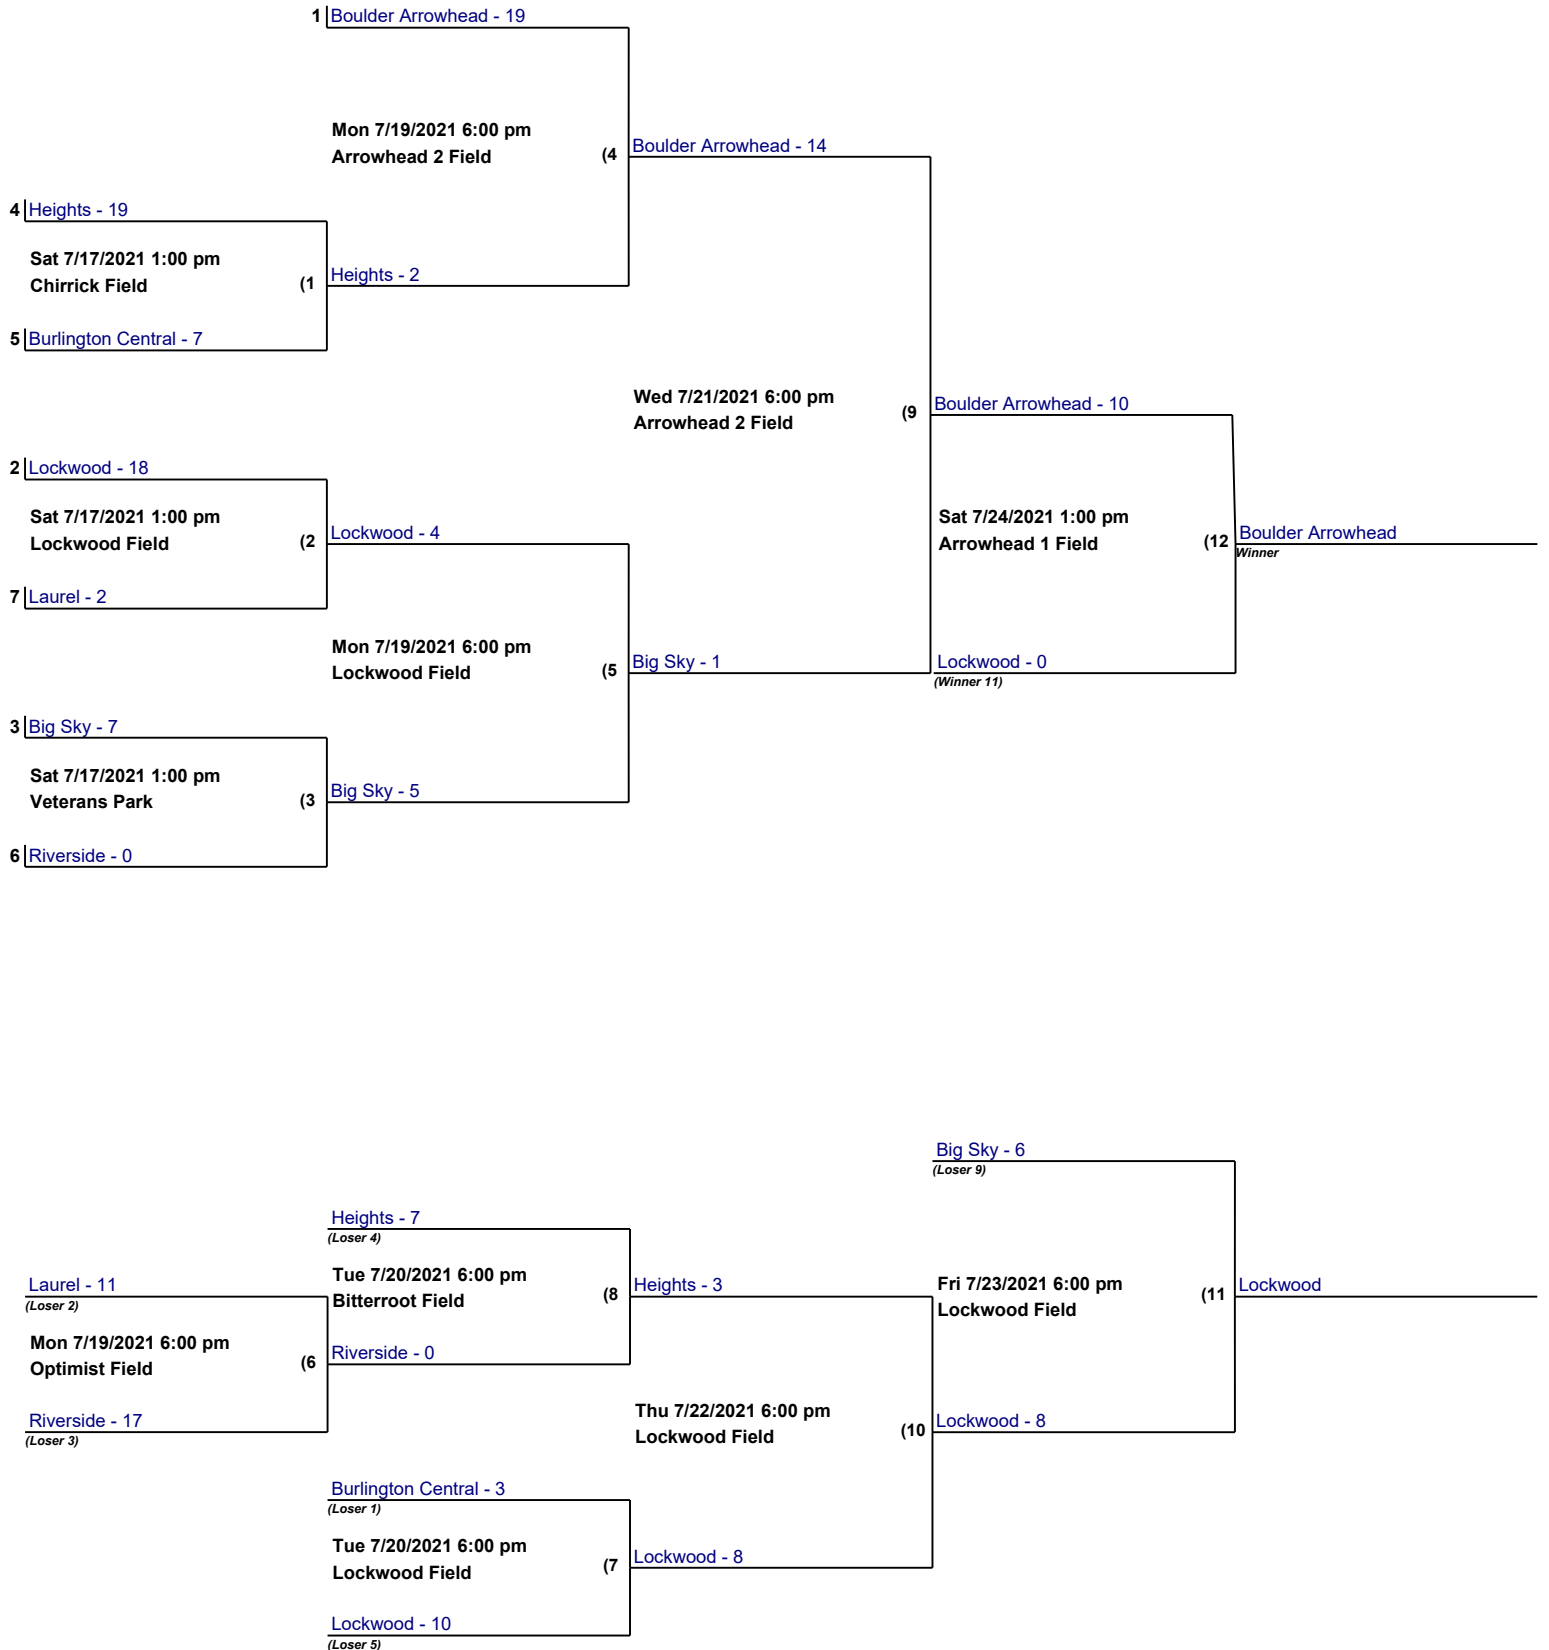 1 Boulder Arrowhead - 19
Mon 7/19/2021 6:00 pm
Arrowhead 2 Field
(4
Boulder Arrowhead - 14
4 Heights - 19
Sat 7/17/2021 1:00 pm
Chirrick Field
(1
Heights - 2
5 Burlington Central - 7
Wed 7/21/2021 6:00 pm
Arrowhead 2 Field
(9
Boulder Arrowhead - 10
2 Lockwood - 18
Sat 7/17/2021 1:00 pm
Lockwood Field
(2
Lockwood - 4
Sat 7/24/2021 1:00 pm
Arrowhead 1 Field
(12
Boulder Arrowhead
Winner
7 Laurel - 2
Mon 7/19/2021 6:00 pm
Lockwood Field
(5
Big Sky - 1
Lockwood - 0
(Winner 11)
3 Big Sky - 7
Sat 7/17/2021 1:00 pm
Veterans Park
(3
Big Sky - 5
6 Riverside - 0
Big Sky - 6
(Loser 9)
Heights - 7
(Loser 4)
Laurel - 11
(Loser 2)
Tue 7/20/2021 6:00 pm
Bitterroot Field
(8
Heights - 3
Fri 7/23/2021 6:00 pm
Lockwood Field
(11
Lockwood
Mon 7/19/2021 6:00 pm
Optimist Field
(6
Riverside - 0
Riverside - 17
(Loser 3)
Thu 7/22/2021 6:00 pm
Lockwood Field
(10
Lockwood - 8
Burlington Central - 3
(Loser 1)
Tue 7/20/2021 6:00 pm
Lockwood Field
(7
Lockwood - 8
Lockwood - 10
(Loser 5)